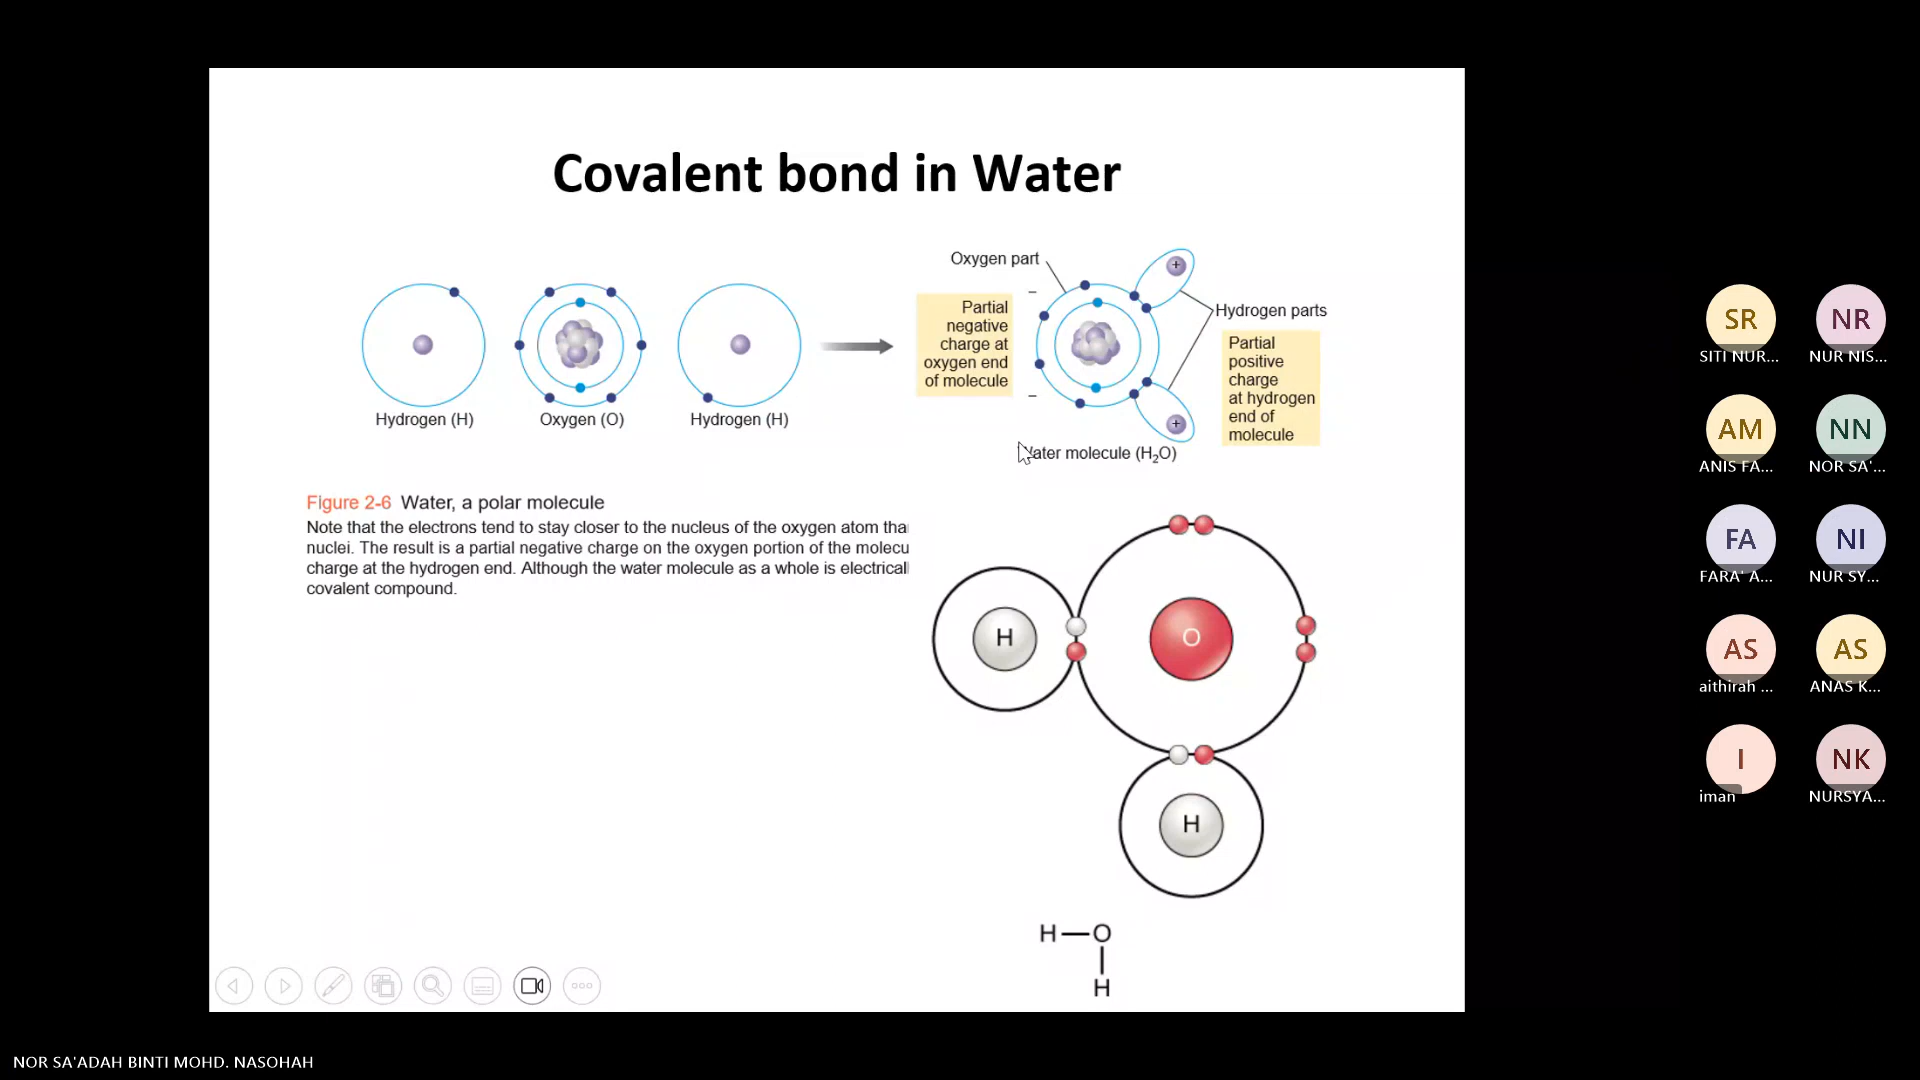 Covalent bond in Water
Oxygen part
Partial
negative
charge at
oxygen end
of molecule
–
–
+
+
Hydrogen parts
Partial
positive
charge
at hydrogen
end of
molecule
Hydrogen (H)
Oxygen (O)
Hydrogen (H)
ater molecule (H₂O)
Figure 2-6 Water, a polar molecule
Note that the electrons tend to stay closer to the nucleus of the oxygen atom tha
nuclei. The result is a partial negative charge on the oxygen portion of the molecu
charge at the hydrogen end. Although the water molecule as a whole is electrical
covalent compound.
H
O
H
H—O
H
SR
SITI NUR...
NR
NUR NIS...
AM
ANIS FA...
NN
NOR SA'...
FA
FARA' A...
NI
NUR SY...
AS
aithirah ...
AS
ANAS K...
I
iman
NK
NURSYA...
NOR SA'ADAH BINTI MOHD. NASOHAH